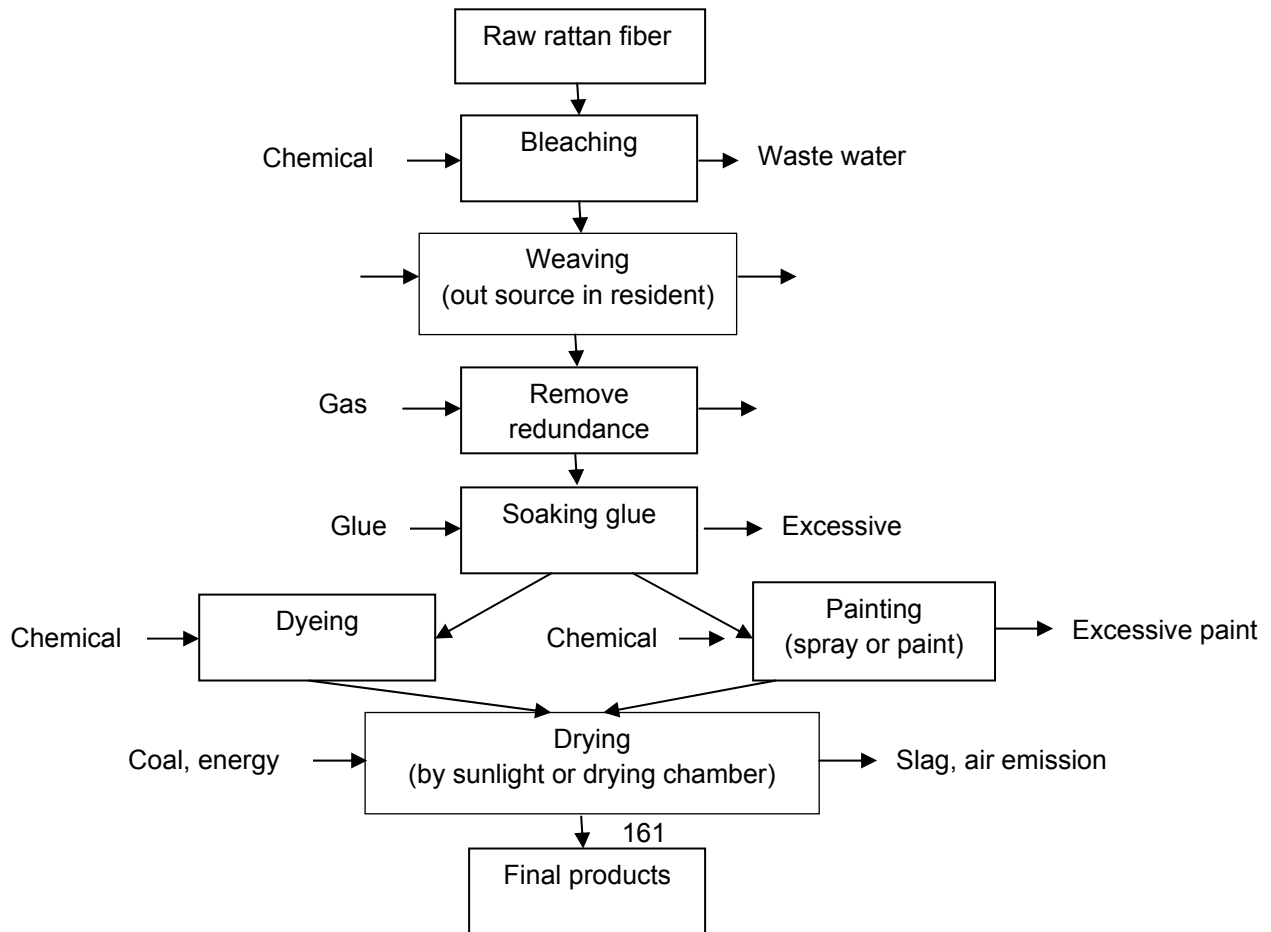 Raw rattan fiber
Chemical
Bleaching
Waste water
Weaving
(out source in resident)
Gas
Remove
redundance
Glue
Soaking glue
Excessive
Chemical
Dyeing
Chemical
Painting
(spray or paint)
Excessive paint
Coal, energy
Drying
(by sunlight or drying chamber)
Slag, air emission
161
Final products